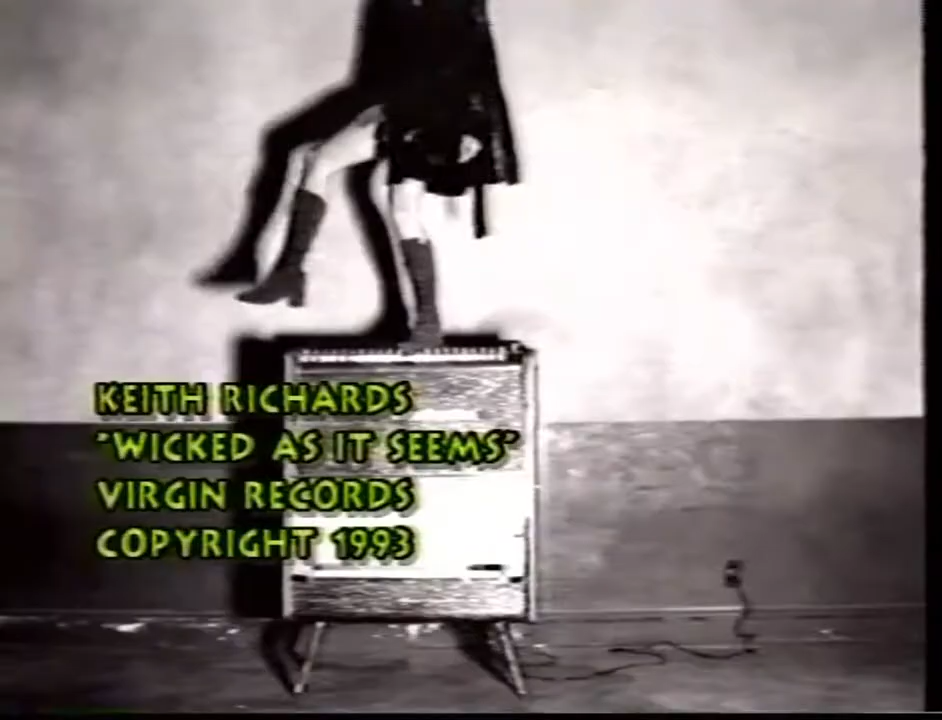 KEITH RICHARDS
"WICKED AS IT SEEMS"
VIRGIN RECORDS
COPYRIGHT 1993